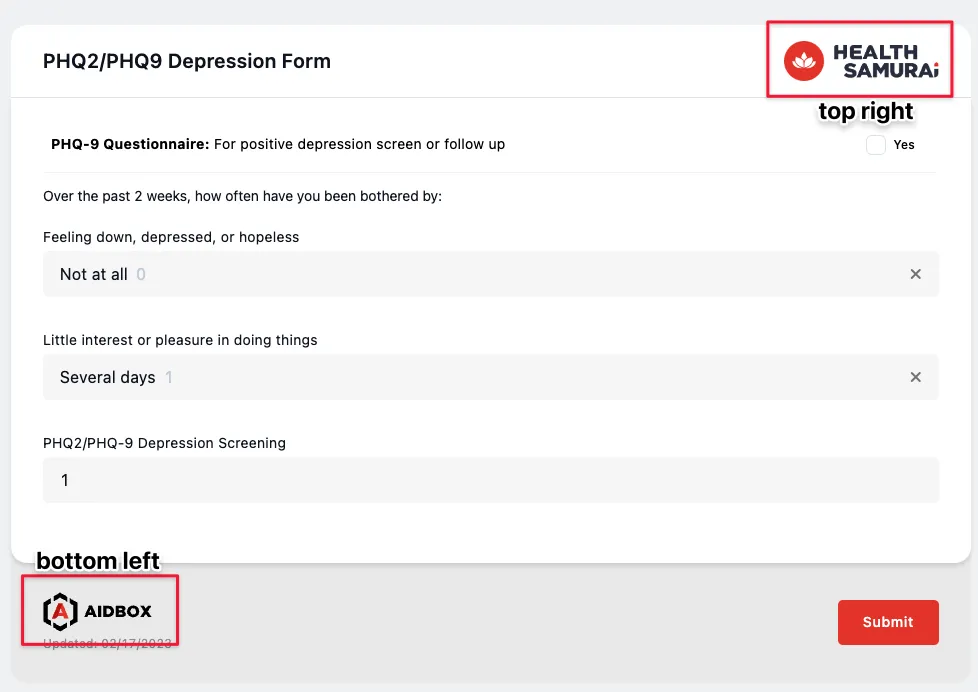 PHQ2/PHQ9 Depression Form
HEALTH
SAMURAi
top right
PHQ-9 Questionnaire: For positive depression screen or follow up
Yes
Over the past 2 weeks, how often have you been bothered by:
Feeling down, depressed, or hopeless
Not at all 0
Little interest or pleasure in doing things
Several days 1
PHQ2/PHQ-9 Depression Screening
1
bottom left
AIDBOX
Updated: 02/17/2023
Submit